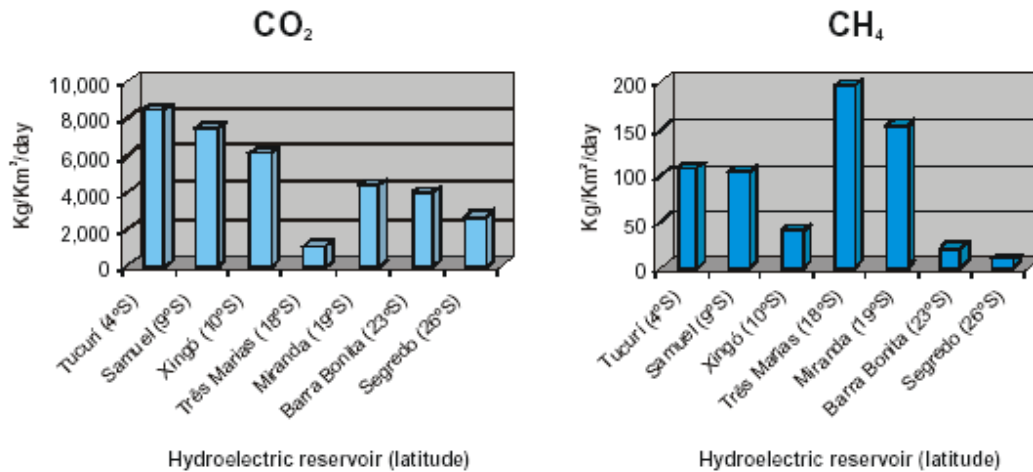 CO₂
Kg/Km²/day
10,000
8,000
6,000
4,000
2,000
0
Tucurí (4ºS)
Samuel (9ºS)
Xingó (10ºS)
Três Marias (18ºS)
Miranda (19ºS)
Barra Bonita (23ºS)
Segredo (26ºS)
Hydroelectric reservoir (latitude)
CH₄
Kg/Km²/day
200
150
100
50
0
Tucurí (4ºS)
Samuel (9ºS)
Xingó (10ºS)
Três Marias (18ºS)
Miranda (19ºS)
Barra Bonita (23ºS)
Segredo (26ºS)
Hydroelectric reservoir (latitude)